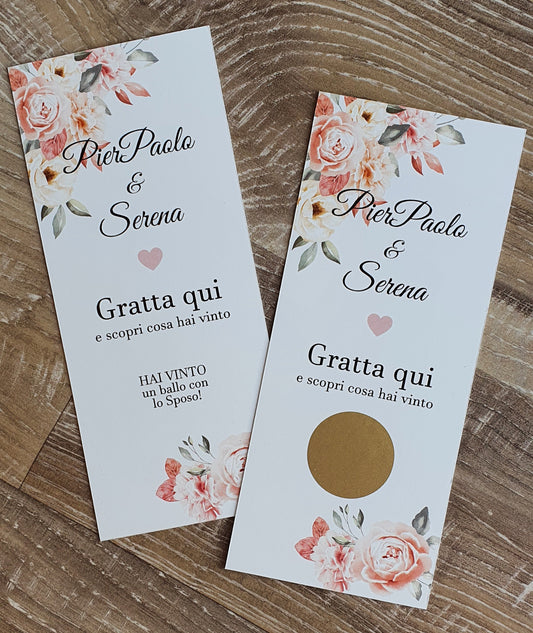 PierPaolo
&
Serena
Gratta qui
e scopri cosa hai vinto
HAI VINTO
un ballo con
lo Sposo!
PierPaolo
&
Serena
Gratta qui
e scopri cosa hai vinto